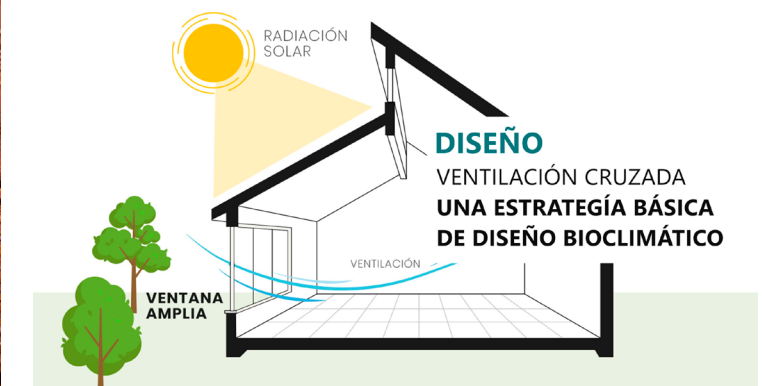 RADIACIÓN
SOLAR
DISEÑO
VENTILACIÓN CRUZADA
UNA ESTRATEGÍA BÁSICA
DE DISEÑO BIOCLIMÁTICO
VENTILACIÓN
VENTANA
AMPLIA